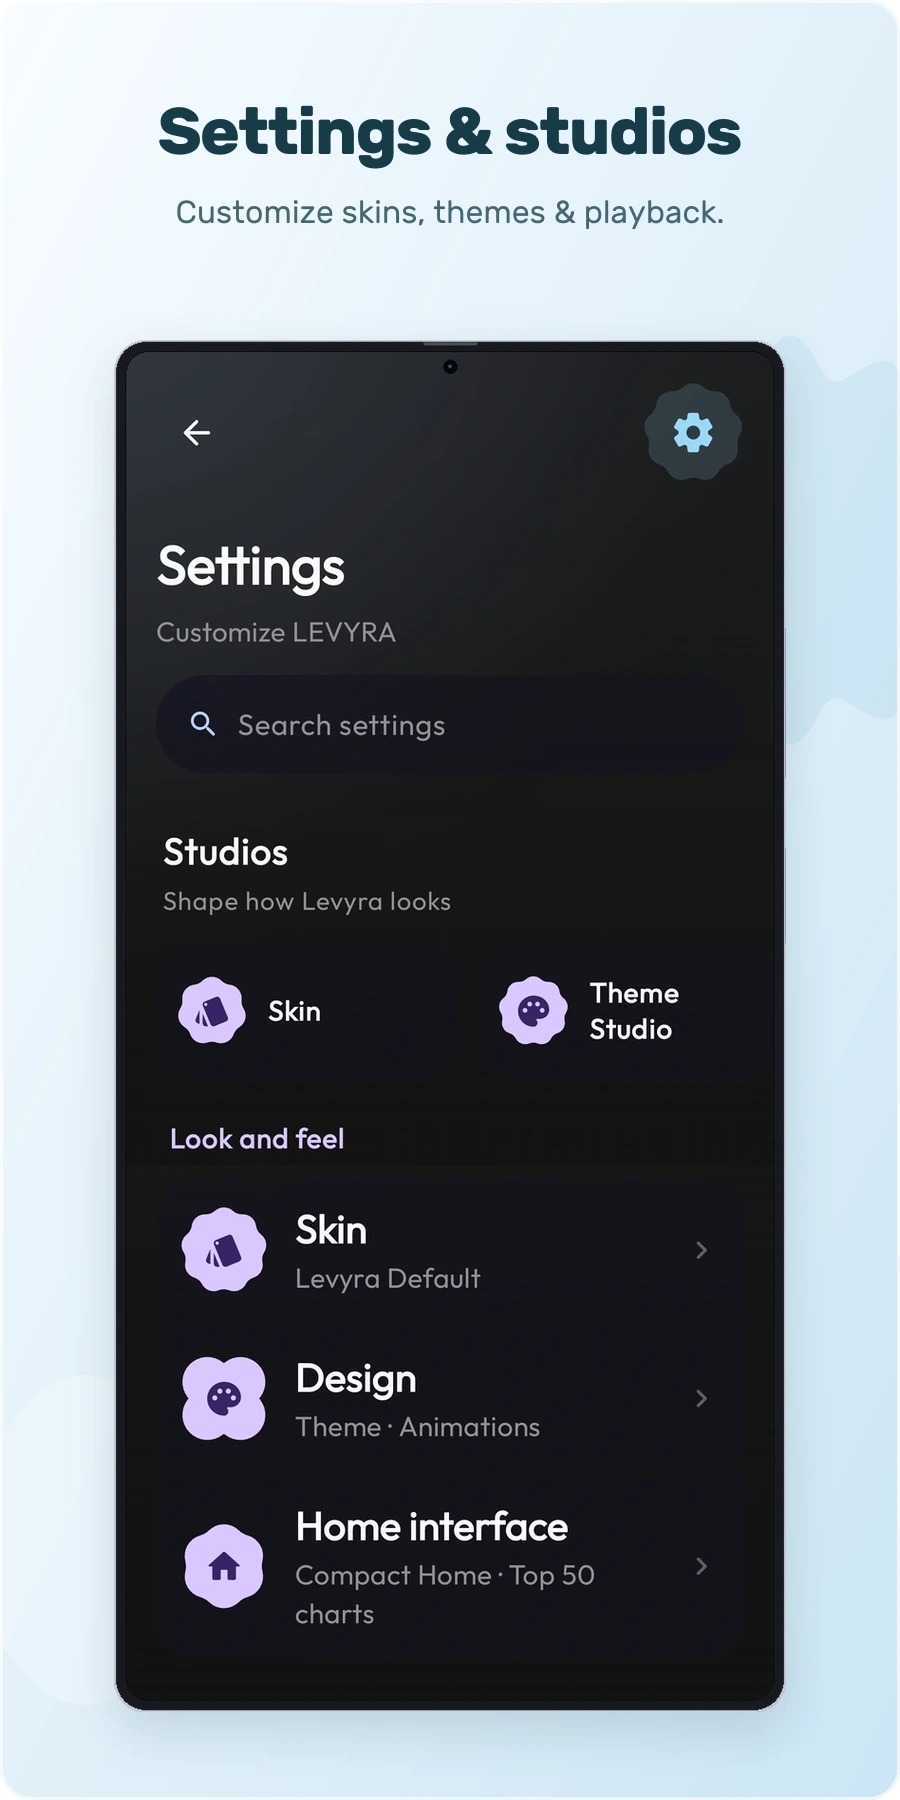 Settings & studios
Customize skins, themes & playback.
Settings
Customize LEVYRA
Search settings
Studios
Shape how Levyra looks
Skin
Theme
Studio
Look and feel
Skin
Levyra Default
Design
Theme · Animations
Home interface
Compact Home · Top 50
charts